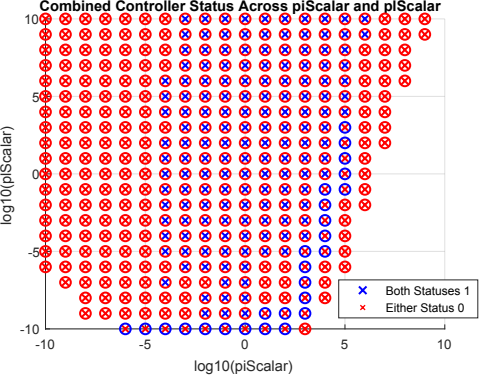 Combined Controller Status Across piScalar and plScalar
10
5
0
-5
-10
log10(plScalar)
-10
-5
0
5
10
log10(piScalar)
Both Statuses 1
Either Status 0